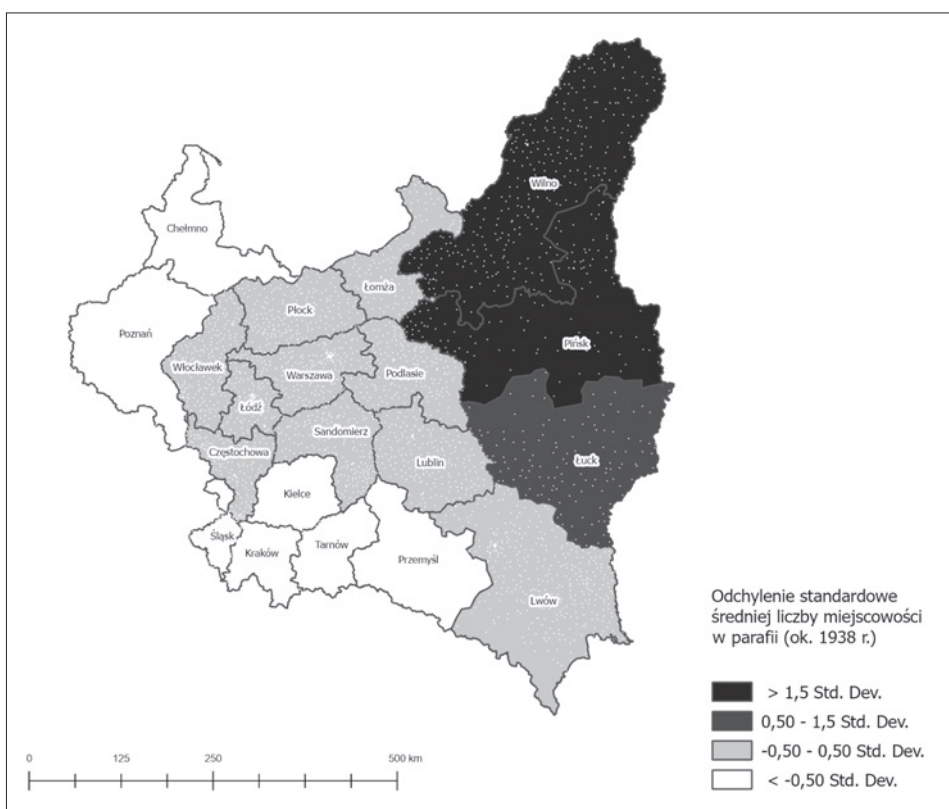 Wilno
Chełmno
Łomża
Płock
Poznań
Pińsk
Włocławek
Warszawa
Podlasie
Łódź
Sandomierz
Częstochowa
Lublin
Łuck
Kielce
Śląsk
Kraków
Tarnów
Przemyśl
Lwów
Odchylenie standardowe
średniej liczby miejscowości
w parafii (ok. 1938 r.)
> 1,5 Std. Dev.
0,50 - 1,5 Std. Dev.
-0,50 - 0,50 Std. Dev.
< -0,50 Std. Dev.
0 125 250 500 km